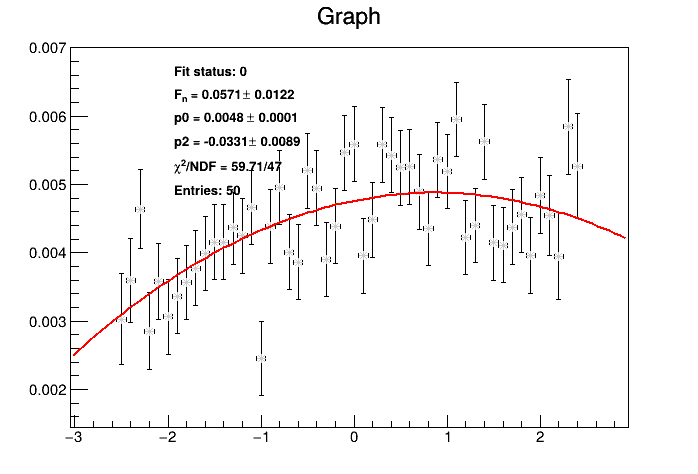 Graph
0.007
0.006
0.005
0.004
0.003
0.002
Fit status: 0
Fn = 0.0571± 0.0122
p0 = 0.0048± 0.0001
p2 = -0.0331± 0.0089
χ²/NDF = 59.71/47
Entries: 50
−3 −2 −1 0 1 2